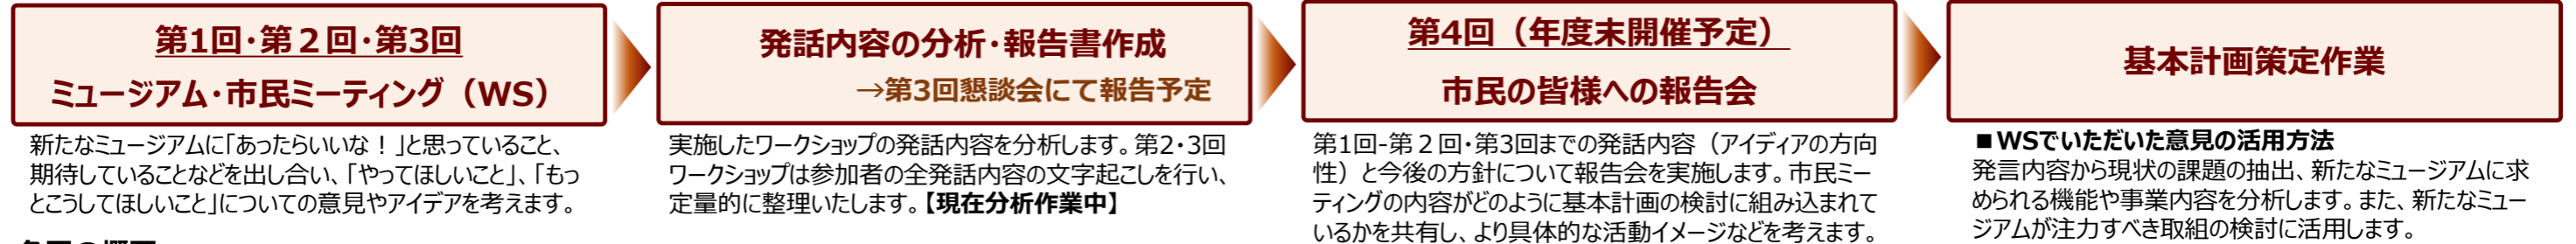 第1回･第２回･第3回
ミュージアム･市民ミーティング（WS）
新たなミュージアムに｢あったらいいな！｣と思っていること、
期待していることなどを出し合い、｢やってほしいこと｣、｢もっ
とこうしてほしいこと｣についての意見やアイデアを考えます。
発話内容の分析･報告書作成
→第3回懇談会にて報告予定
実施したワークショップの発話内容を分析します。第2･3回
ワークショップは参加者の全発話内容の文字起こしを行い、
定量的に整理いたします。【現在分析作業中】
第4回（年度末開催予定）
市民の皆様への報告会
第1回-第２回･第3回までの発話内容（アイディアの方向
性）と今後の方針について報告会を実施します。市民ミー
ティングの内容がどのように基本計画の検討に組み込まれて
いるかを共有し、より具体的な活動イメージなどを考えます。
基本計画策定作業
■WSでいただいた意見の活用方法
発言内容から現状の課題の抽出、新たなミュージアムに求
められる機能や事業内容を分析します。また、新たなミュー
ジアムが注力すべき取組の検討に活用します。